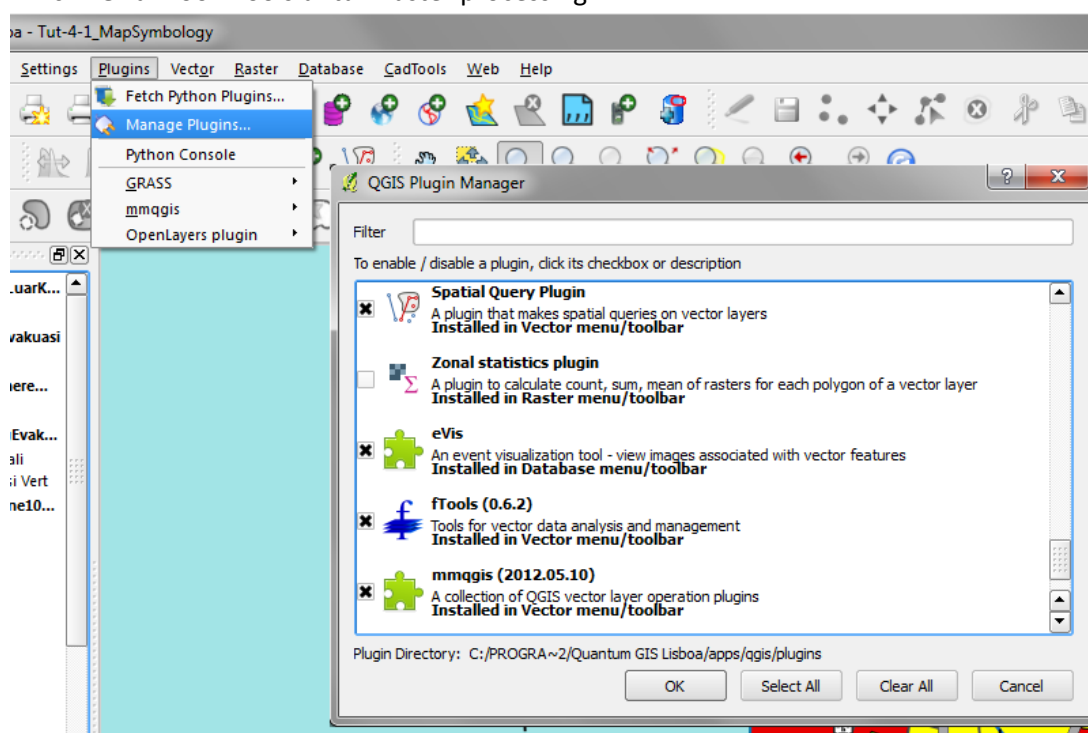 oa - Tut-4-1_MapSymbology
Settings Plugins Vector Raster Database CadTools Web Help
Fetch Python Plugins...
Manage Plugins...
Python Console
GRASS
mmqgis
OpenLayers plugin
.uarK...
vakuasi
nere...
Evak...
ali
si Vert
ne10...
QGIS Plugin Manager
Filter
To enable / disable a plugin, click its checkbox or description
Spatial Query Plugin
A plugin that makes spatial queries on vector layers
Installed in Vector menu/toolbar
Zonal statistics plugin
A plugin to calculate count, sum, mean of rasters for each polygon of a vector layer
Installed in Raster menu/toolbar
eVis
An event visualization tool - view images associated with vector features
Installed in Database menu/toolbar
fTools (0.6.2)
Tools for vector data analysis and management
Installed in Vector menu/toolbar
mmqgis (2012.05.10)
A collection of QGIS vector layer operation plugins
Installed in Vector menu/toolbar
Plugin Directory: C:/PROGRA~2/Quantum GIS Lisboa/apps/qgis/plugins
OK Select All Clear All Cancel